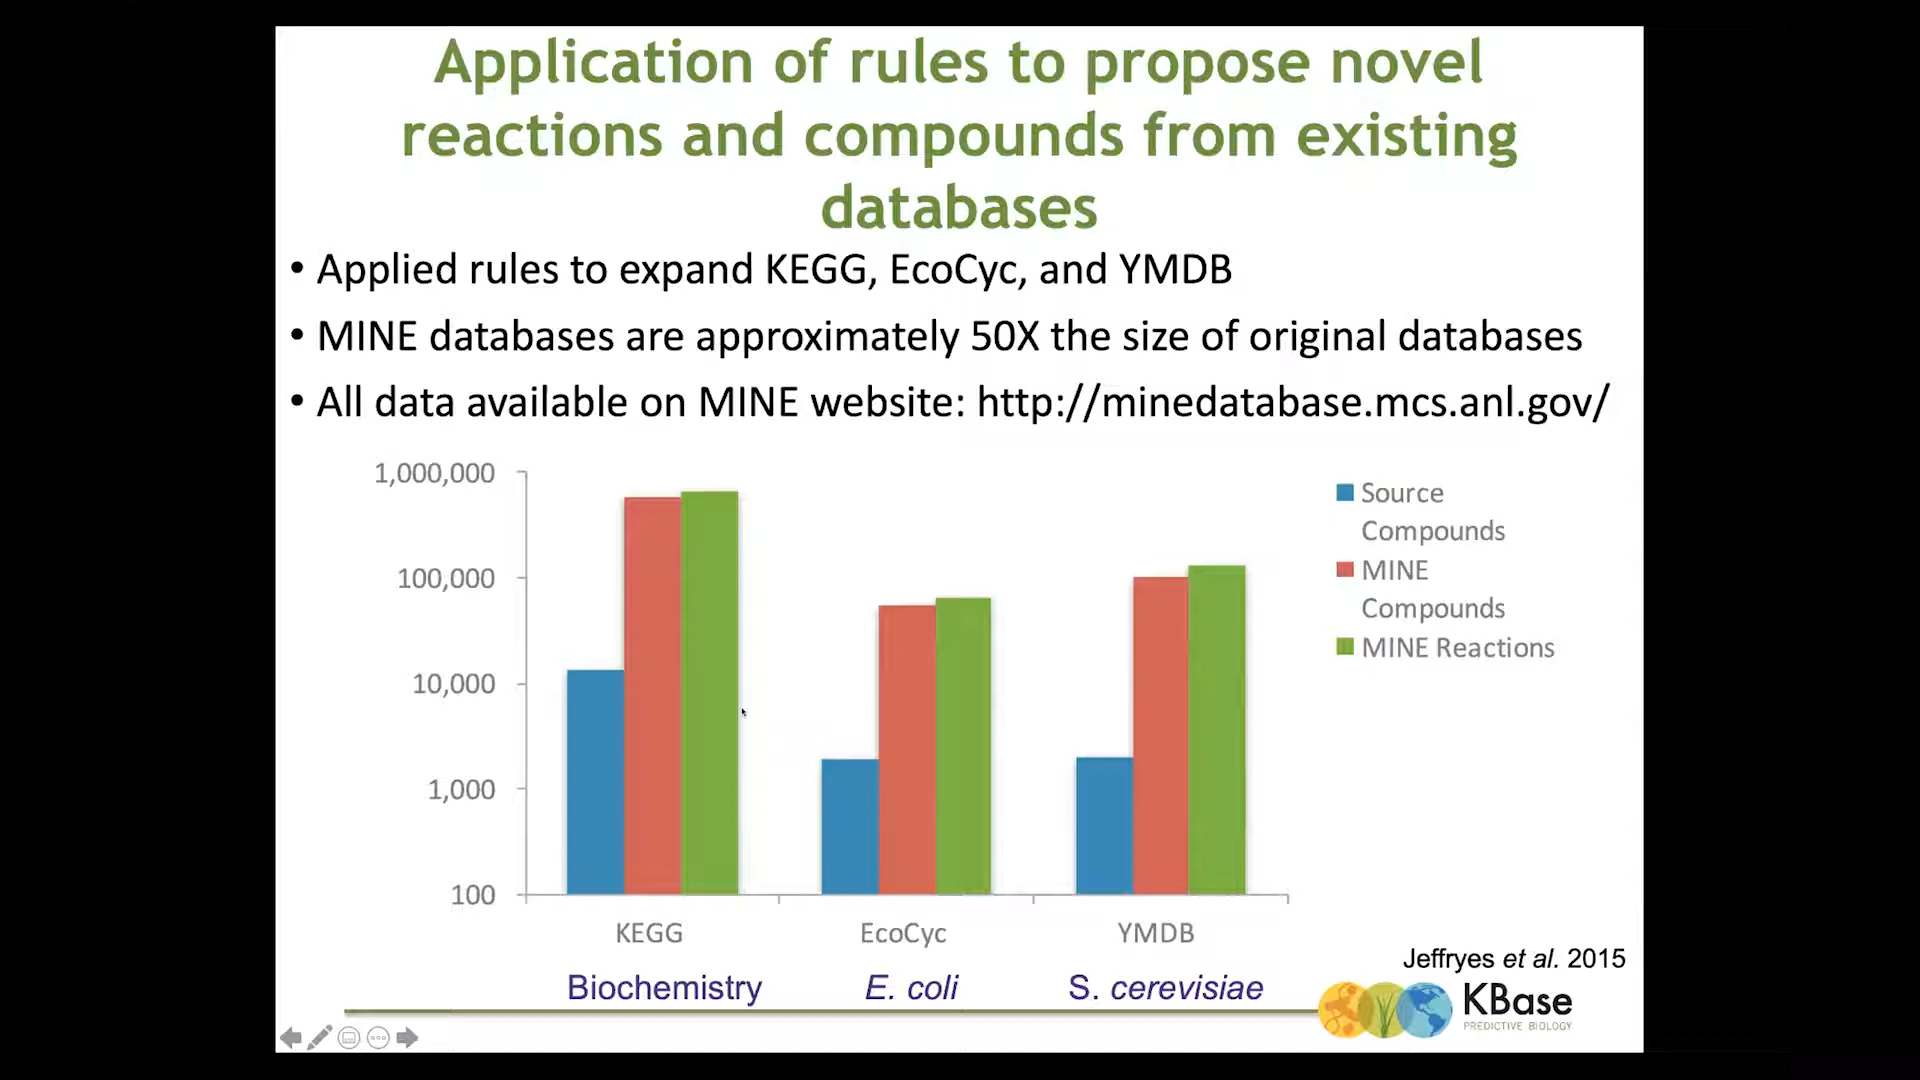 Application of rules to propose novel
reactions and compounds from existing
databases
• Applied rules to expand KEGG, EcoCyc, and YMDB
• MINE databases are approximately 50X the size of original databases
• All data available on MINE website: http://minedatabase.mcs.anl.gov/
1,000,000
100,000
10,000
1,000
100
KEGG
EcoCyc
YMDB
Source
Compounds
MINE
Compounds
MINE Reactions
Biochemistry
E. coli
S. cerevisiae
Jeffryes et al. 2015
KBase
PREDICTIVE BIOLOGY